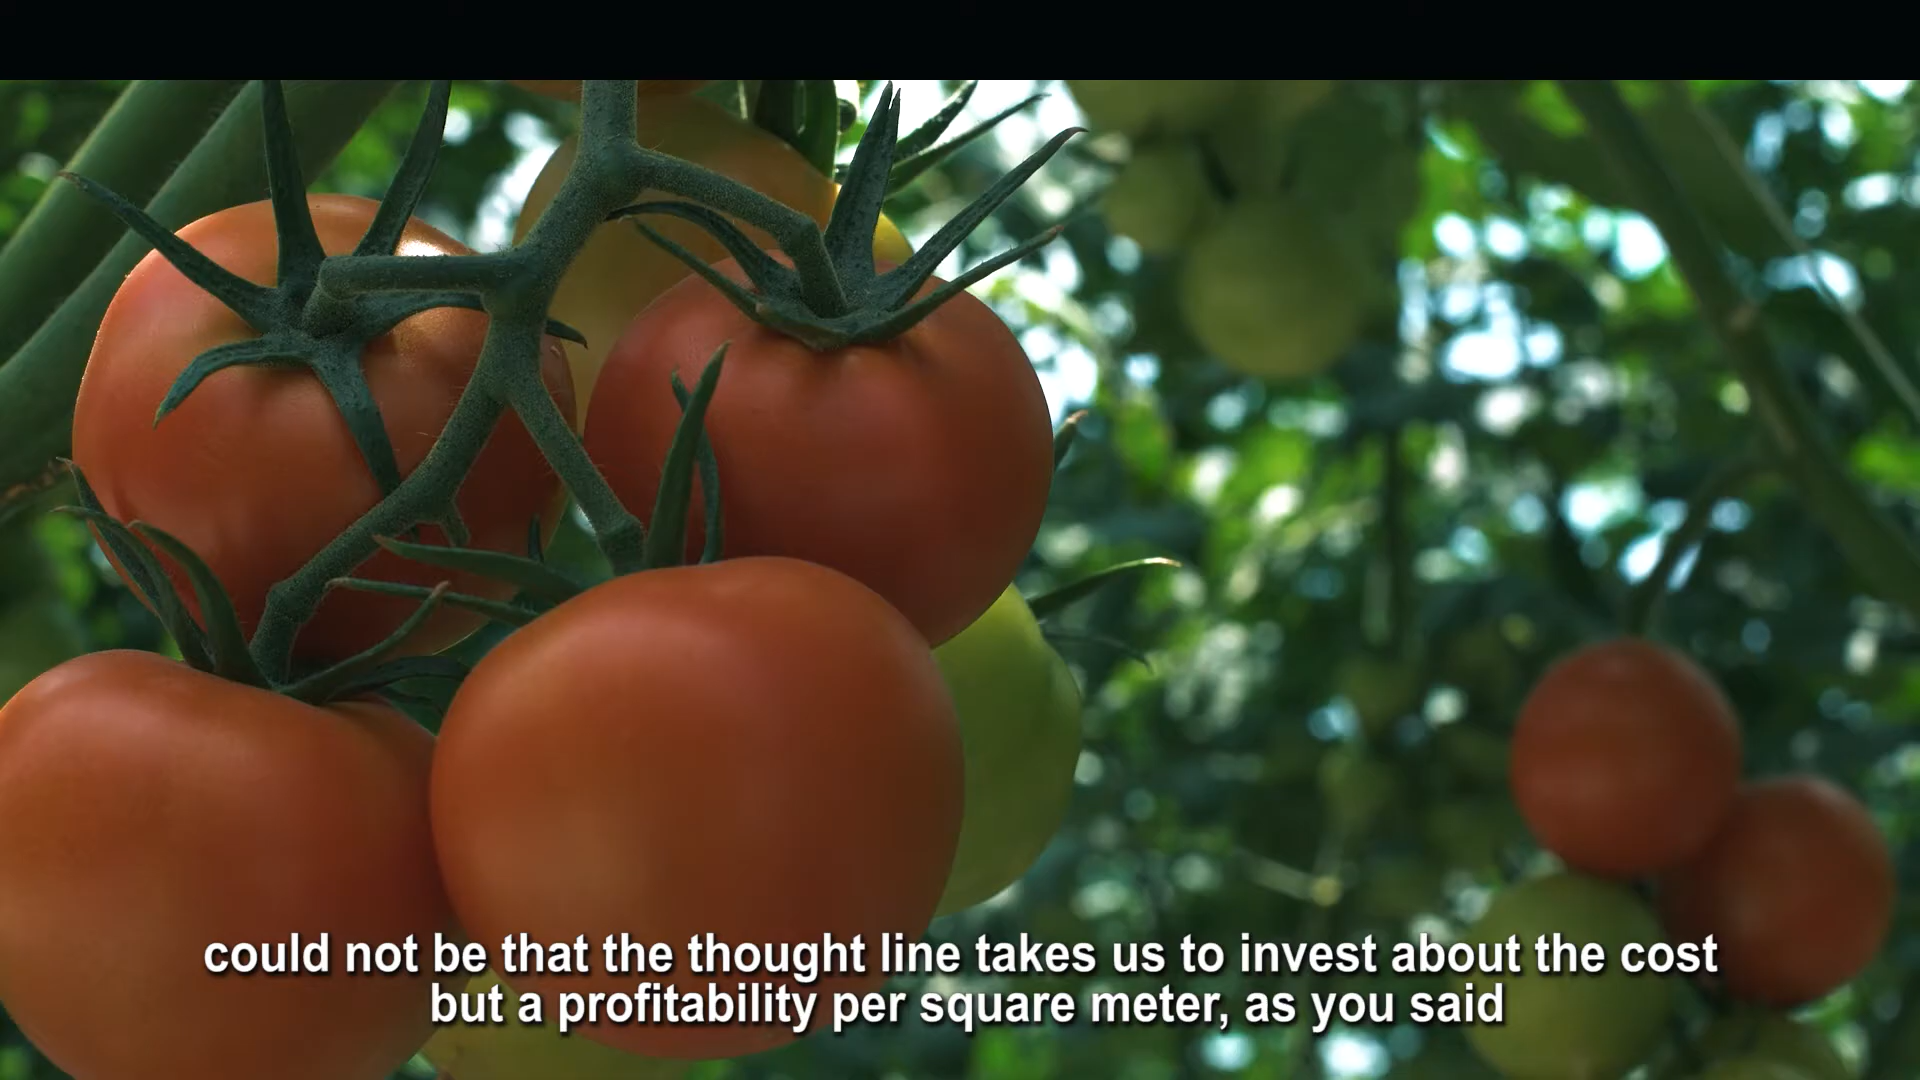 could not be that the thought line takes us to invest about the cost
but a profitability per square meter, as you said